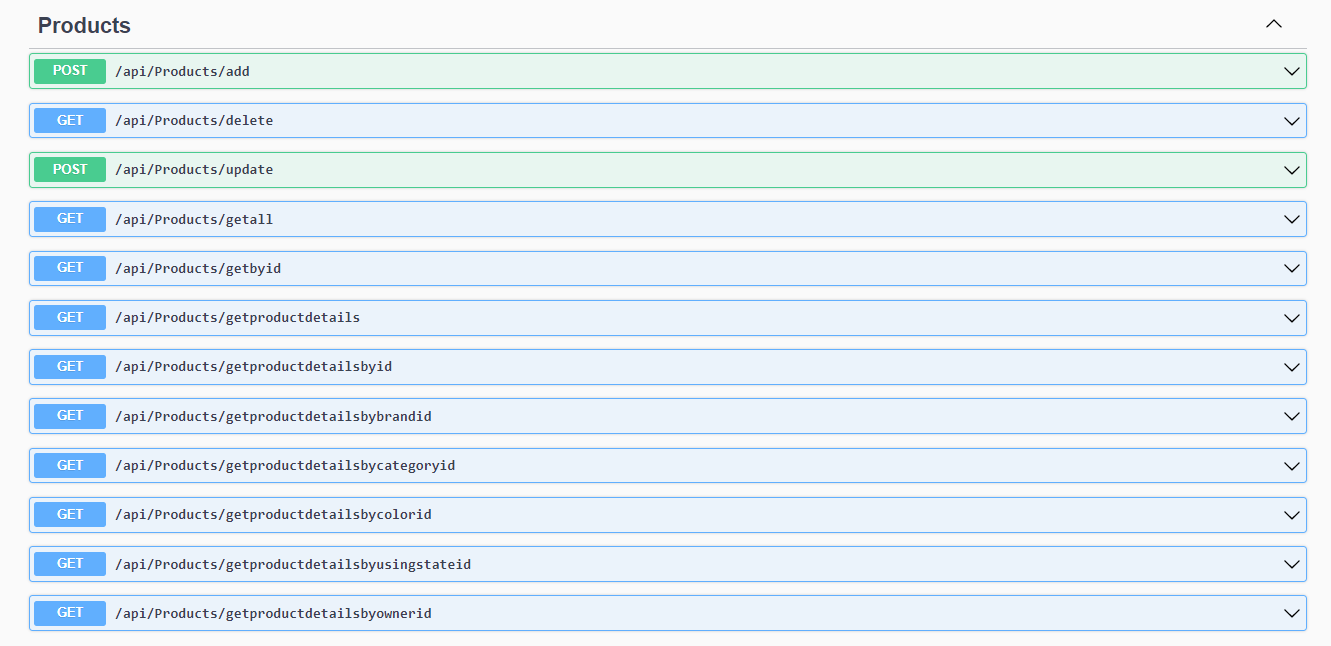 Products
POST /api/Products/add
GET /api/Products/delete
POST /api/Products/update
GET /api/Products/getall
GET /api/Products/getbyid
GET /api/Products/getproductdetails
GET /api/Products/getproductdetailsbyid
GET /api/Products/getproductdetailsbybrandid
GET /api/Products/getproductdetailsbycategoryid
GET /api/Products/getproductdetailsbycolorid
GET /api/Products/getproductdetailsbyusingstateid
GET /api/Products/getproductdetailsbyownerid